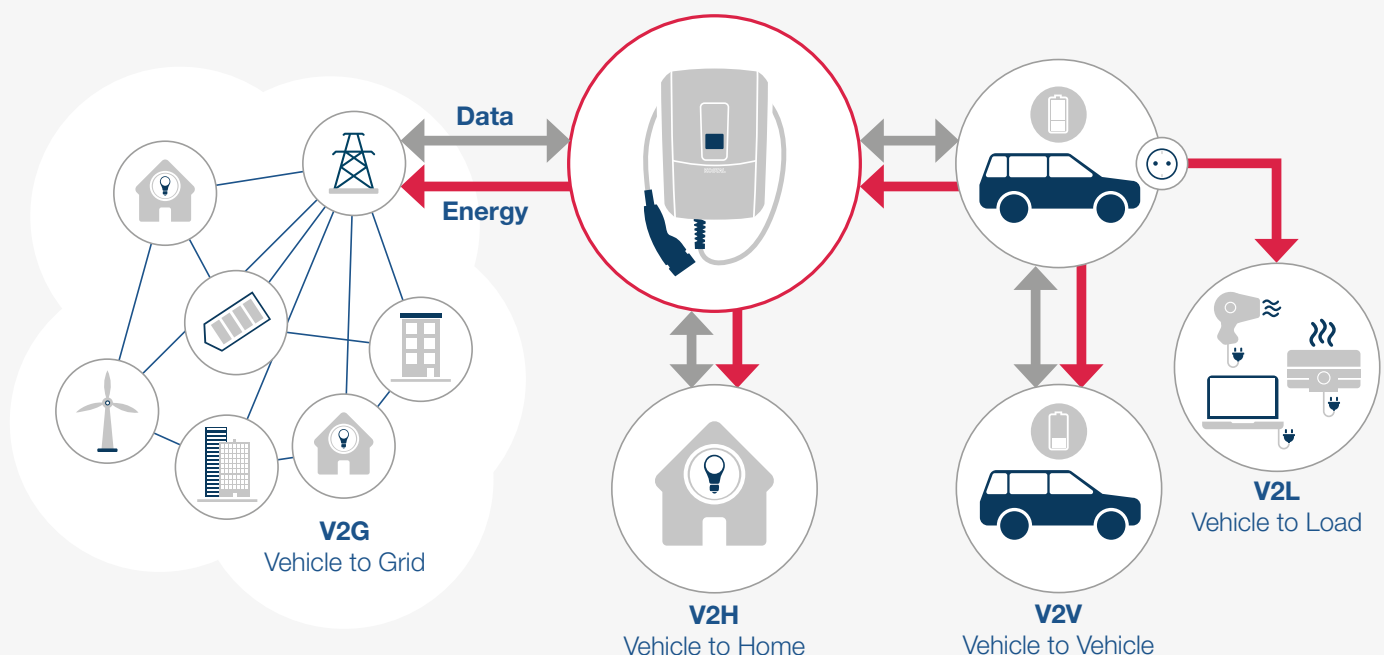 Data
Energy
V2G
Vehicle to Grid
V2H
Vehicle to Home
V2V
Vehicle to Vehicle
V2L
Vehicle to Load